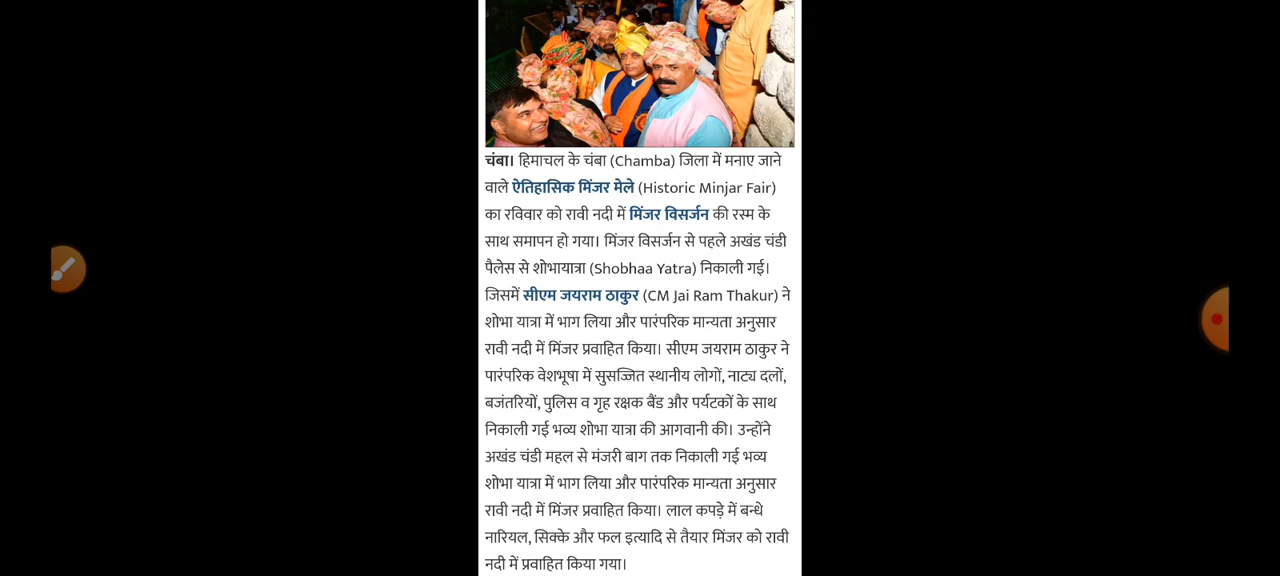 चंबा। हिमाचल के चंबा (Chamba) जिला में मनाए जाने
वाले ऐतिहासिक मिंजर मेले (Historic Minjar Fair)
का रविवार को रावी नदी में मिंजर विसर्जन की रस्म के
साथ समापन हो गया। मिंजर विसर्जन से पहले अखंड चंडी
पैलेस से शोभायात्रा (Shobhaa Yatra) निकाली गई।
जिसमें सीएम जयराम ठाकुर (CM Jai Ram Thakur) ने
शोभा यात्रा में भाग लिया और पारंपरिक मान्यता अनुसार
रावी नदी में मिंजर प्रवाहित किया। सीएम जयराम ठाकुर ने
पारंपरिक वेशभूषा में सुसज्जित स्थानीय लोगों, नाट्य दलों,
बजंतरियों, पुलिस व गृह रक्षक बैंड और पर्यटकों के साथ
निकाली गई भव्य शोभा यात्रा की आगवानी की। उन्होंने
अखंड चंडी महल से मंजरी बाग तक निकाली गई भव्य
शोभा यात्रा में भाग लिया और पारंपरिक मान्यता अनुसार
रावी नदी में मिंजर प्रवाहित किया। लाल कपड़े में बन्धे
नारियल, सिक्के और फल इत्यादि से तैयार मिंजर को रावी
नदी में प्रवाहित किया गया।